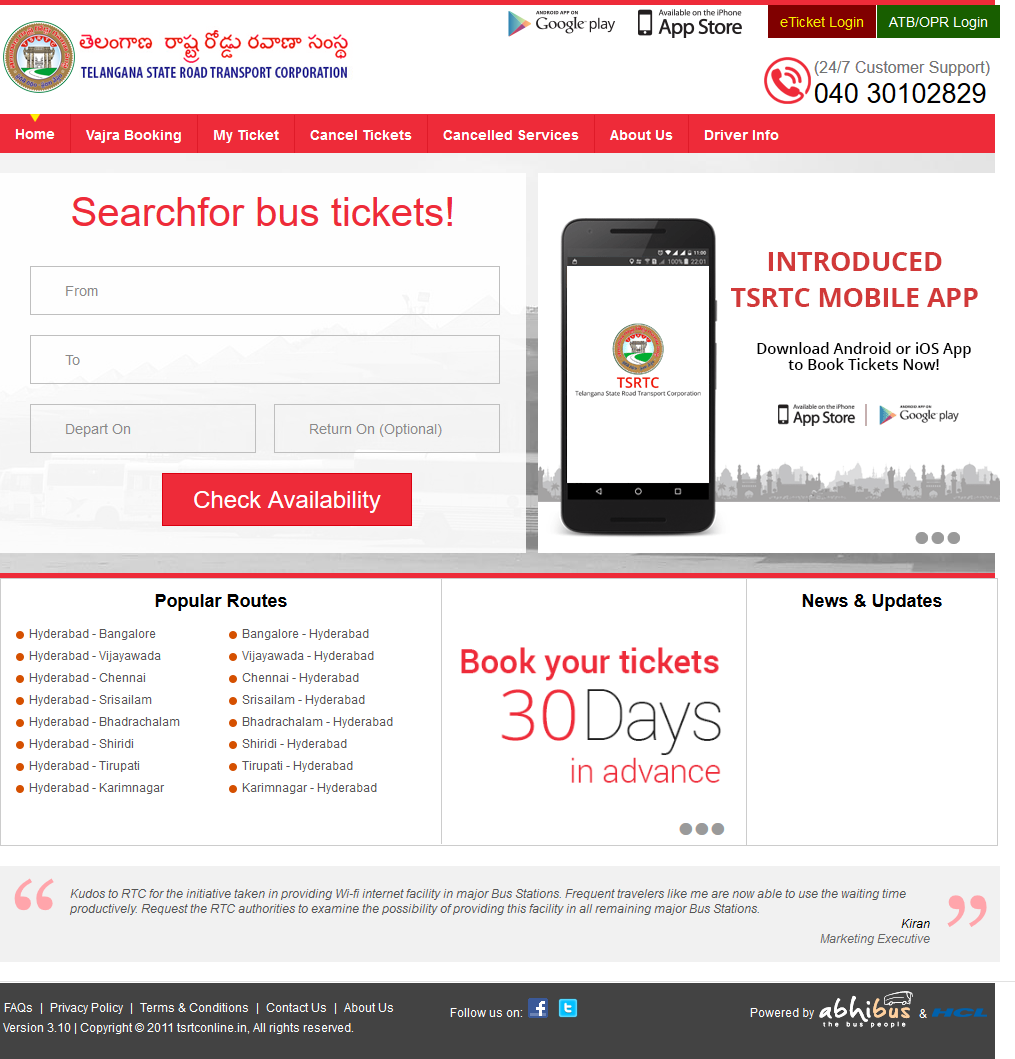 ANDROID APP ON
Google play
Available on the iPhone
App Store
eTicket Login
ATB/OPR Login
తెలంగాణ రాష్ట్ర రోడ్డు రవాణా సంస్థ
TELANGANA STATE ROAD TRANSPORT CORPORATION
(24/7 Customer Support)
040 30102829
Home
Vajra Booking
My Ticket
Cancel Tickets
Cancelled Services
About Us
Driver Info
Searchfor bus tickets!
From
To
Depart On
Return On (Optional)
Check Availability
11:00
100% 22:01
TSRTC
Telangana State Road Transport Corporation
INTRODUCED
TSRTC MOBILE APP
Download Android or iOS App
to Book Tickets Now!
Available on the iPhone
App Store
ANDROID APP ON
Google play
Popular Routes
Hyderabad - Bangalore
Bangalore - Hyderabad
Hyderabad - Vijayawada
Vijayawada - Hyderabad
Hyderabad - Chennai
Chennai - Hyderabad
Hyderabad - Srisailam
Srisailam - Hyderabad
Hyderabad - Bhadrachalam
Bhadrachalam - Hyderabad
Hyderabad - Shiridi
Shiridi - Hyderabad
Hyderabad - Tirupati
Tirupati - Hyderabad
Hyderabad - Karimnagar
Karimnagar - Hyderabad
Book your tickets
30Days
in advance
News & Updates
Kudos to RTC for the initiative taken in providing Wi-fi internet facility in major Bus Stations. Frequent travelers like me are now able to use the waiting time
productively. Request the RTC authorities to examine the possibility of providing this facility in all remaining major Bus Stations.
Kiran
Marketing Executive
FAQs | Privacy Policy | Terms & Conditions | Contact Us | About Us
Version 3.10 | Copyright © 2011 tsrtconline.in, All rights reserved.
Follow us on:
Powered by abhibus & HCL
the bus people